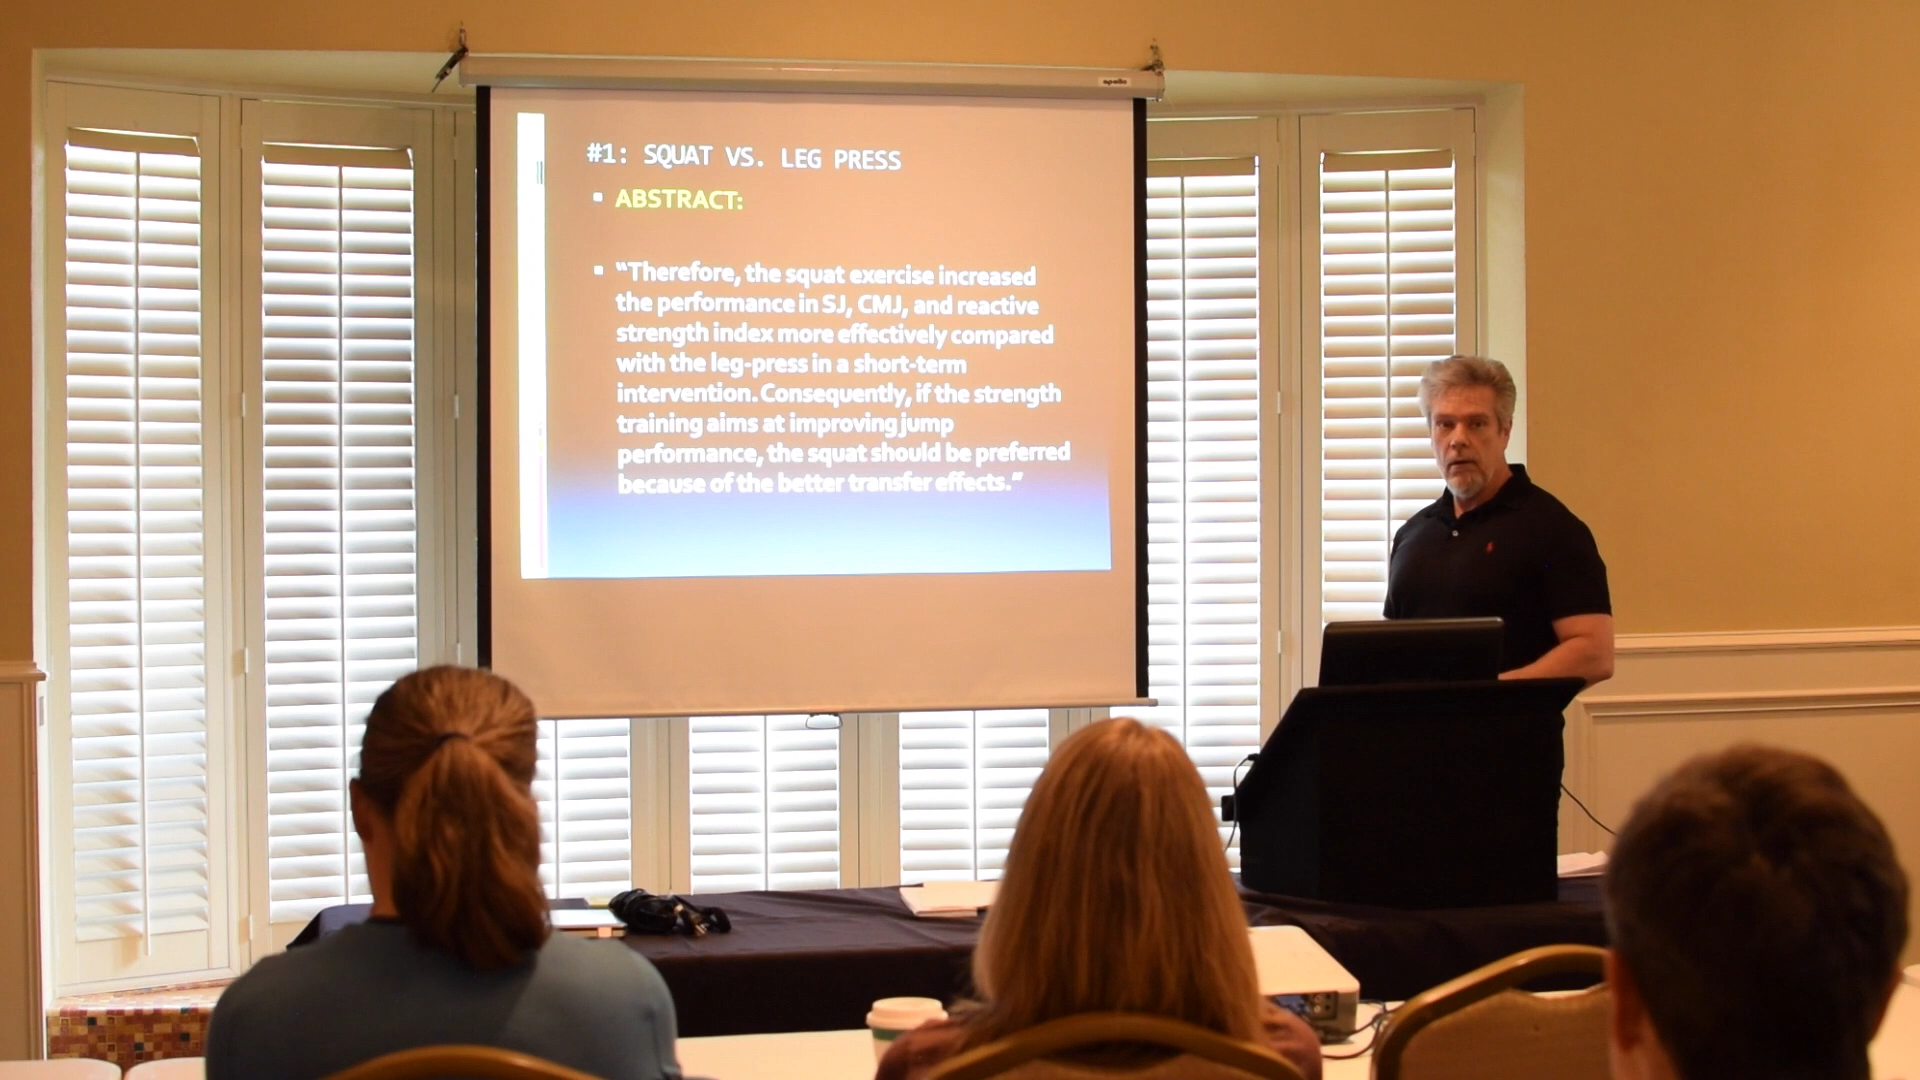 apollo
#1: SQUAT VS. LEG PRESS
▪ ABSTRACT:
▪ “Therefore, the squat exercise increased
the performance in SJ, CMJ, and reactive
strength index more effectively compared
with the leg-press in a short-term
intervention. Consequently, if the strength
training aims at improving jump
performance, the squat should be preferred
because of the better transfer effects.”